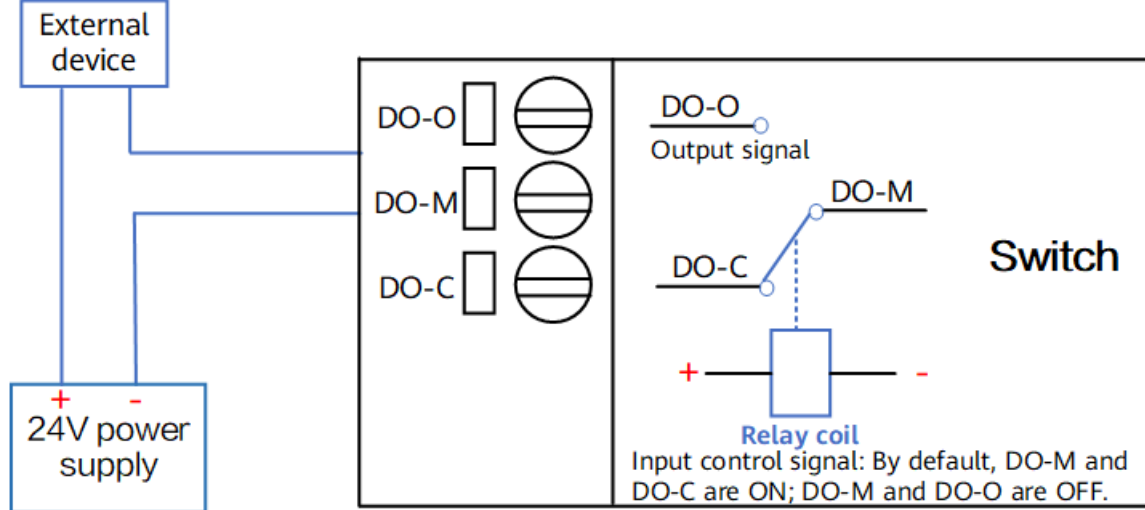 External
device
DO-O
DO-M
DO-C
+ -
24V power
supply
DO-O
Output signal
DO-M
DO-C
Switch
+ -
Relay coil
Input control signal: By default, DO-M and
DO-C are ON; DO-M and DO-O are OFF.